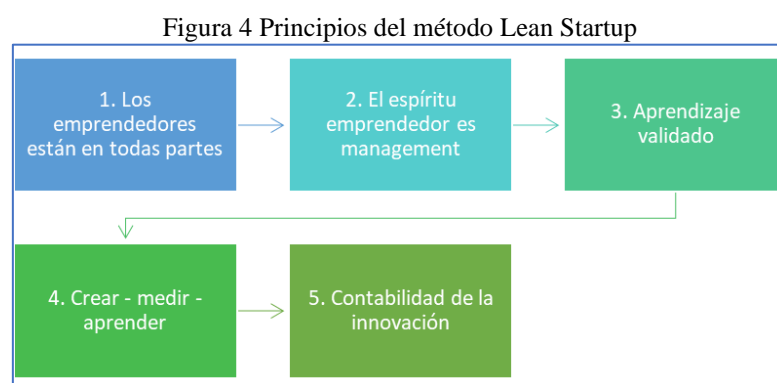 Figura 4 Principios del método Lean Startup
1. Los
emprendedores
están en todas partes
2. El espíritu
emprendedor es
management
3. Aprendizaje
validado
4. Crear - medir -
aprender
5. Contabilidad de la
innovación